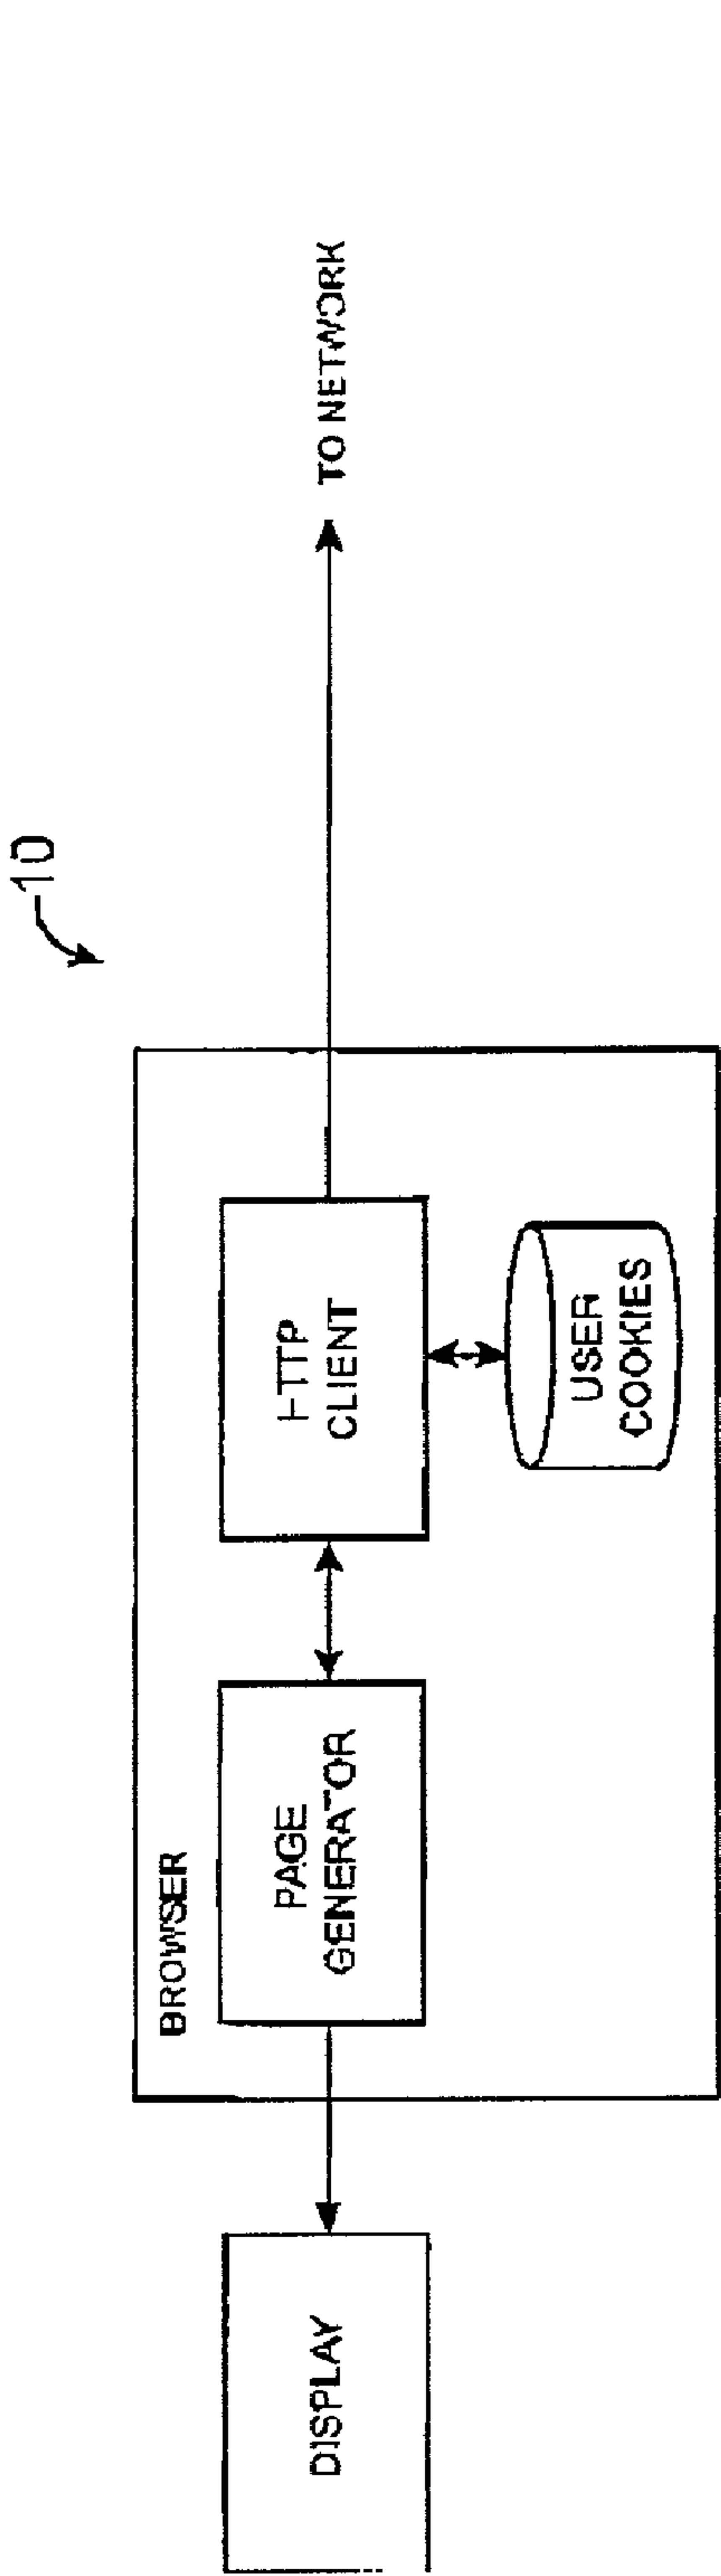 10
BROWSER
DISPLAY
PAGE
GENERATOR
HTTP
CLIENT
TO NETWORK
USER
COOKIES